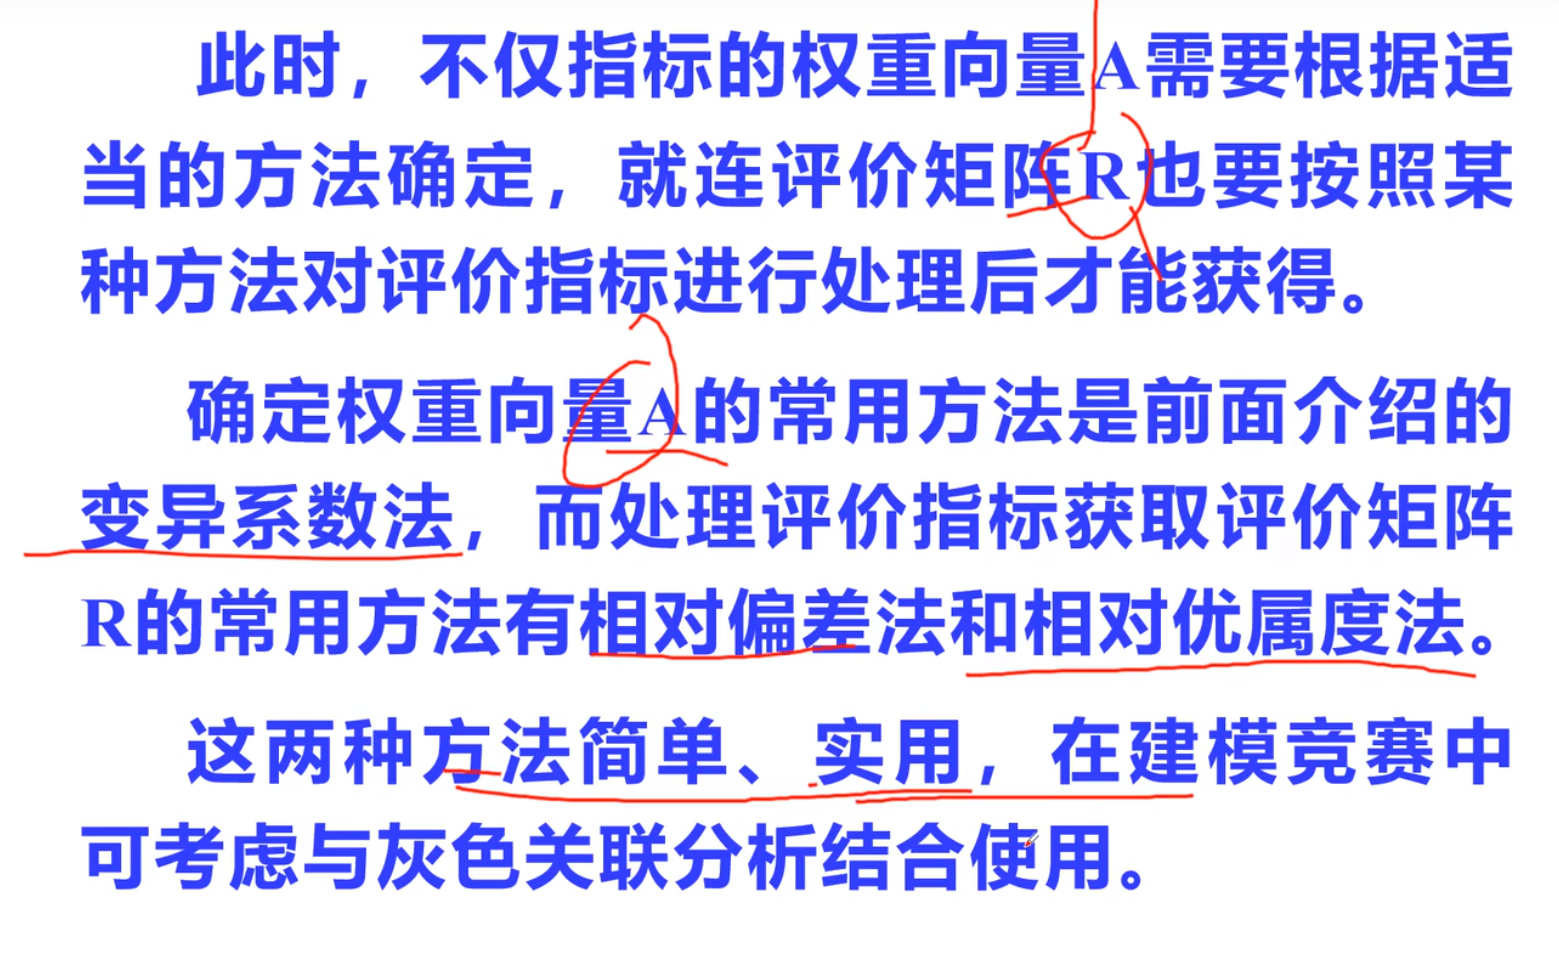 此时，不仅指标的权重向量A需要根据适
当的方法确定，就连评价矩阵R也要按照某
种方法对评价指标进行处理后才能获得。
确定权重向量A的常用方法是前面介绍的
变异系数法，而处理评价指标获取评价矩阵
R的常用方法有相对偏差法和相对优属度法。
这两种方法简单、实用，在建模竞赛中
可考虑与灰色关联分析结合使用。